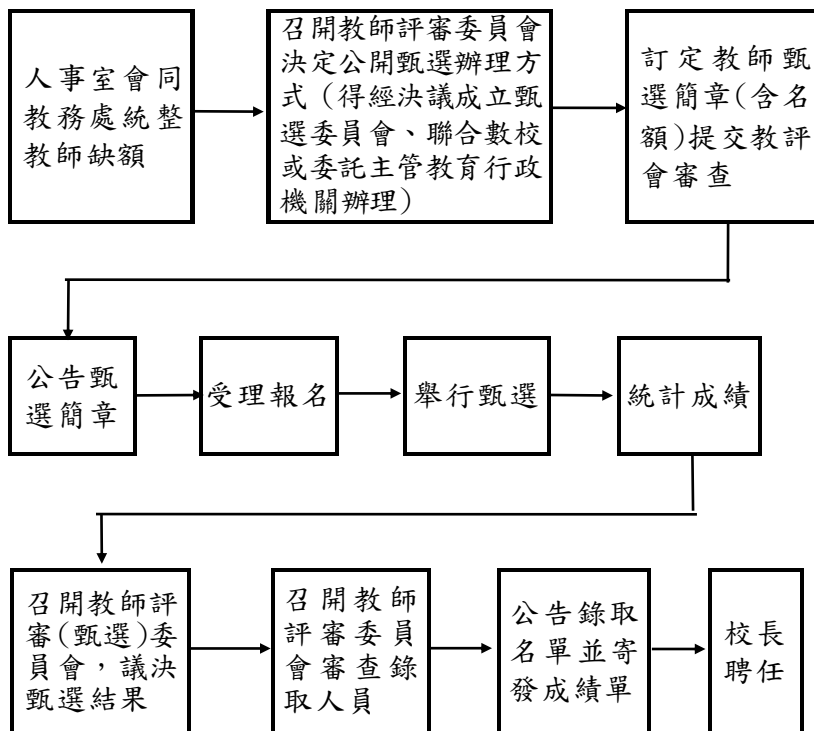 人事室會同
教務處統整
教師缺額
召開教師評審委員會
決定公開甄選辦理方
式（得經決議成立甄
選委員會、聯合數校
或委託主管教育行政
機關辦理）
訂定教師甄
選簡章(含名
額)提交教評
會審查
公告甄
選簡章
受理報名
舉行甄選
統計成績
召開教師評
審(甄選)委
員會，議決
甄選結果
召開教師
評審委員
會審查錄
取人員
公告錄取
名單並寄
發成績單
校長
聘任